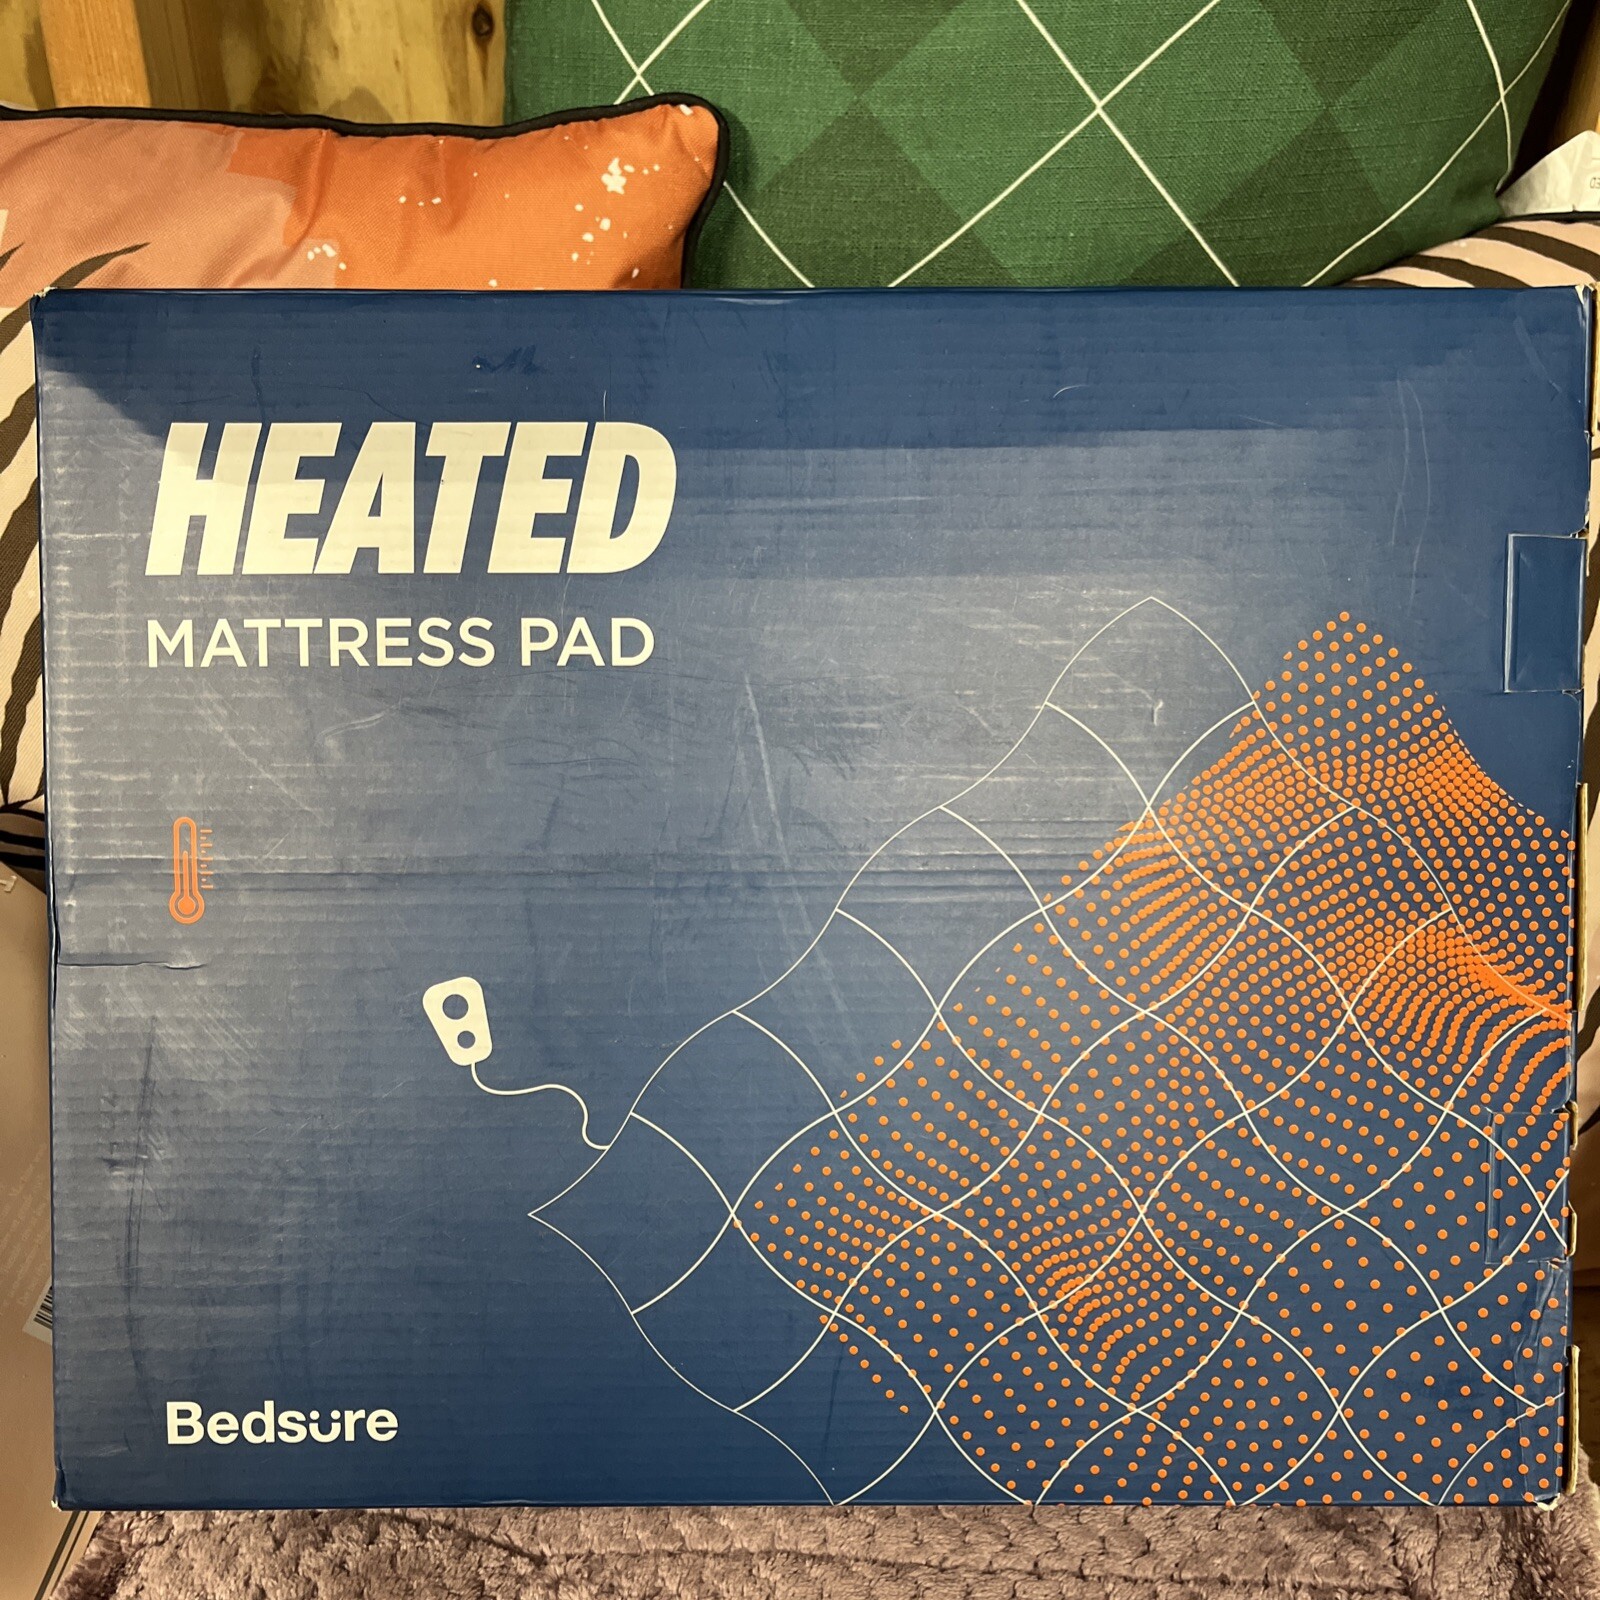 HEATED
MATTRESS PAD
Bedsure